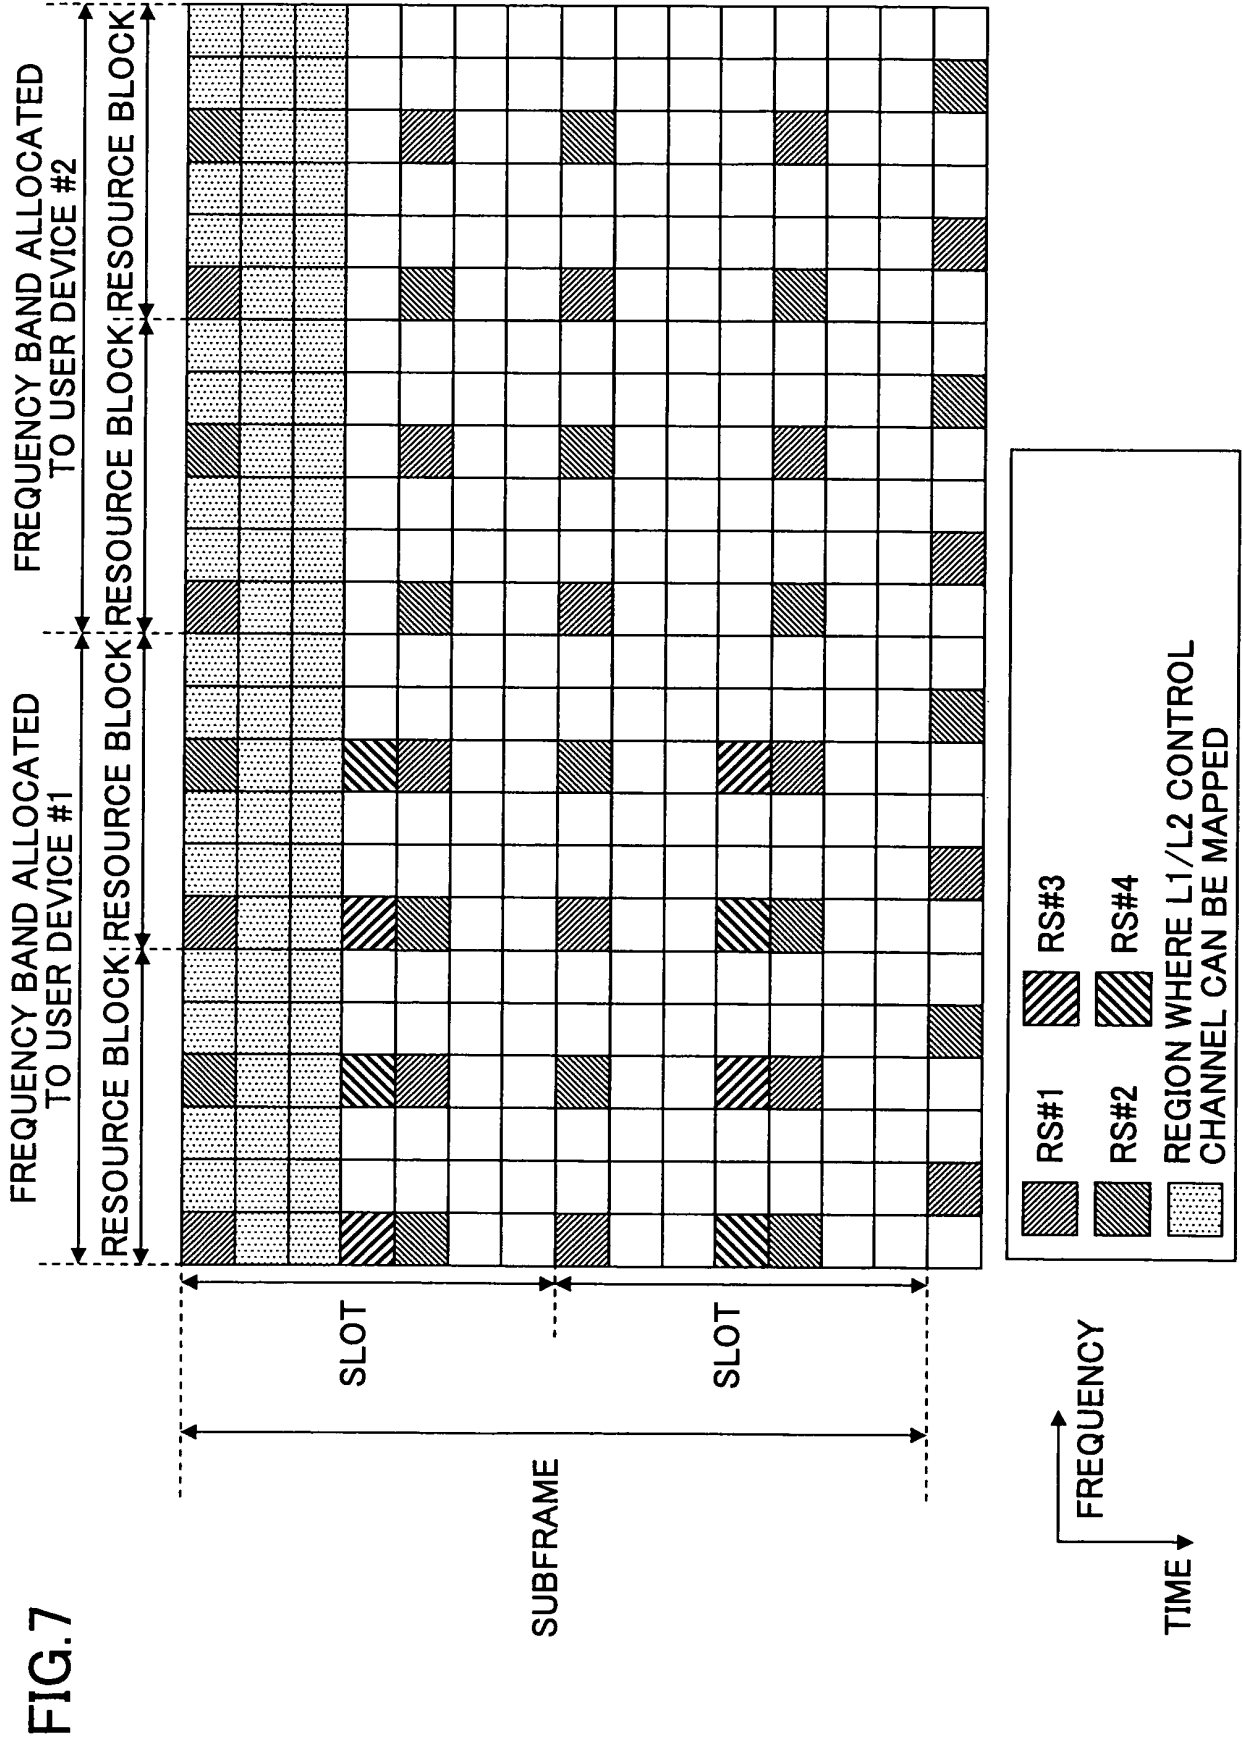 FIG.7
FREQUENCY BAND ALLOCATED
TO USER DEVICE #1
FREQUENCY BAND ALLOCATED
TO USER DEVICE #2
RESOURCE BLOCK
RESOURCE BLOCK
RESOURCE BLOCK
RESOURCE BLOCK
SUBFRAME
SLOT
SLOT
FREQUENCY
TIME
RS#1
RS#3
RS#2
RS#4
REGION WHERE L1/L2 CONTROL
CHANNEL CAN BE MAPPED